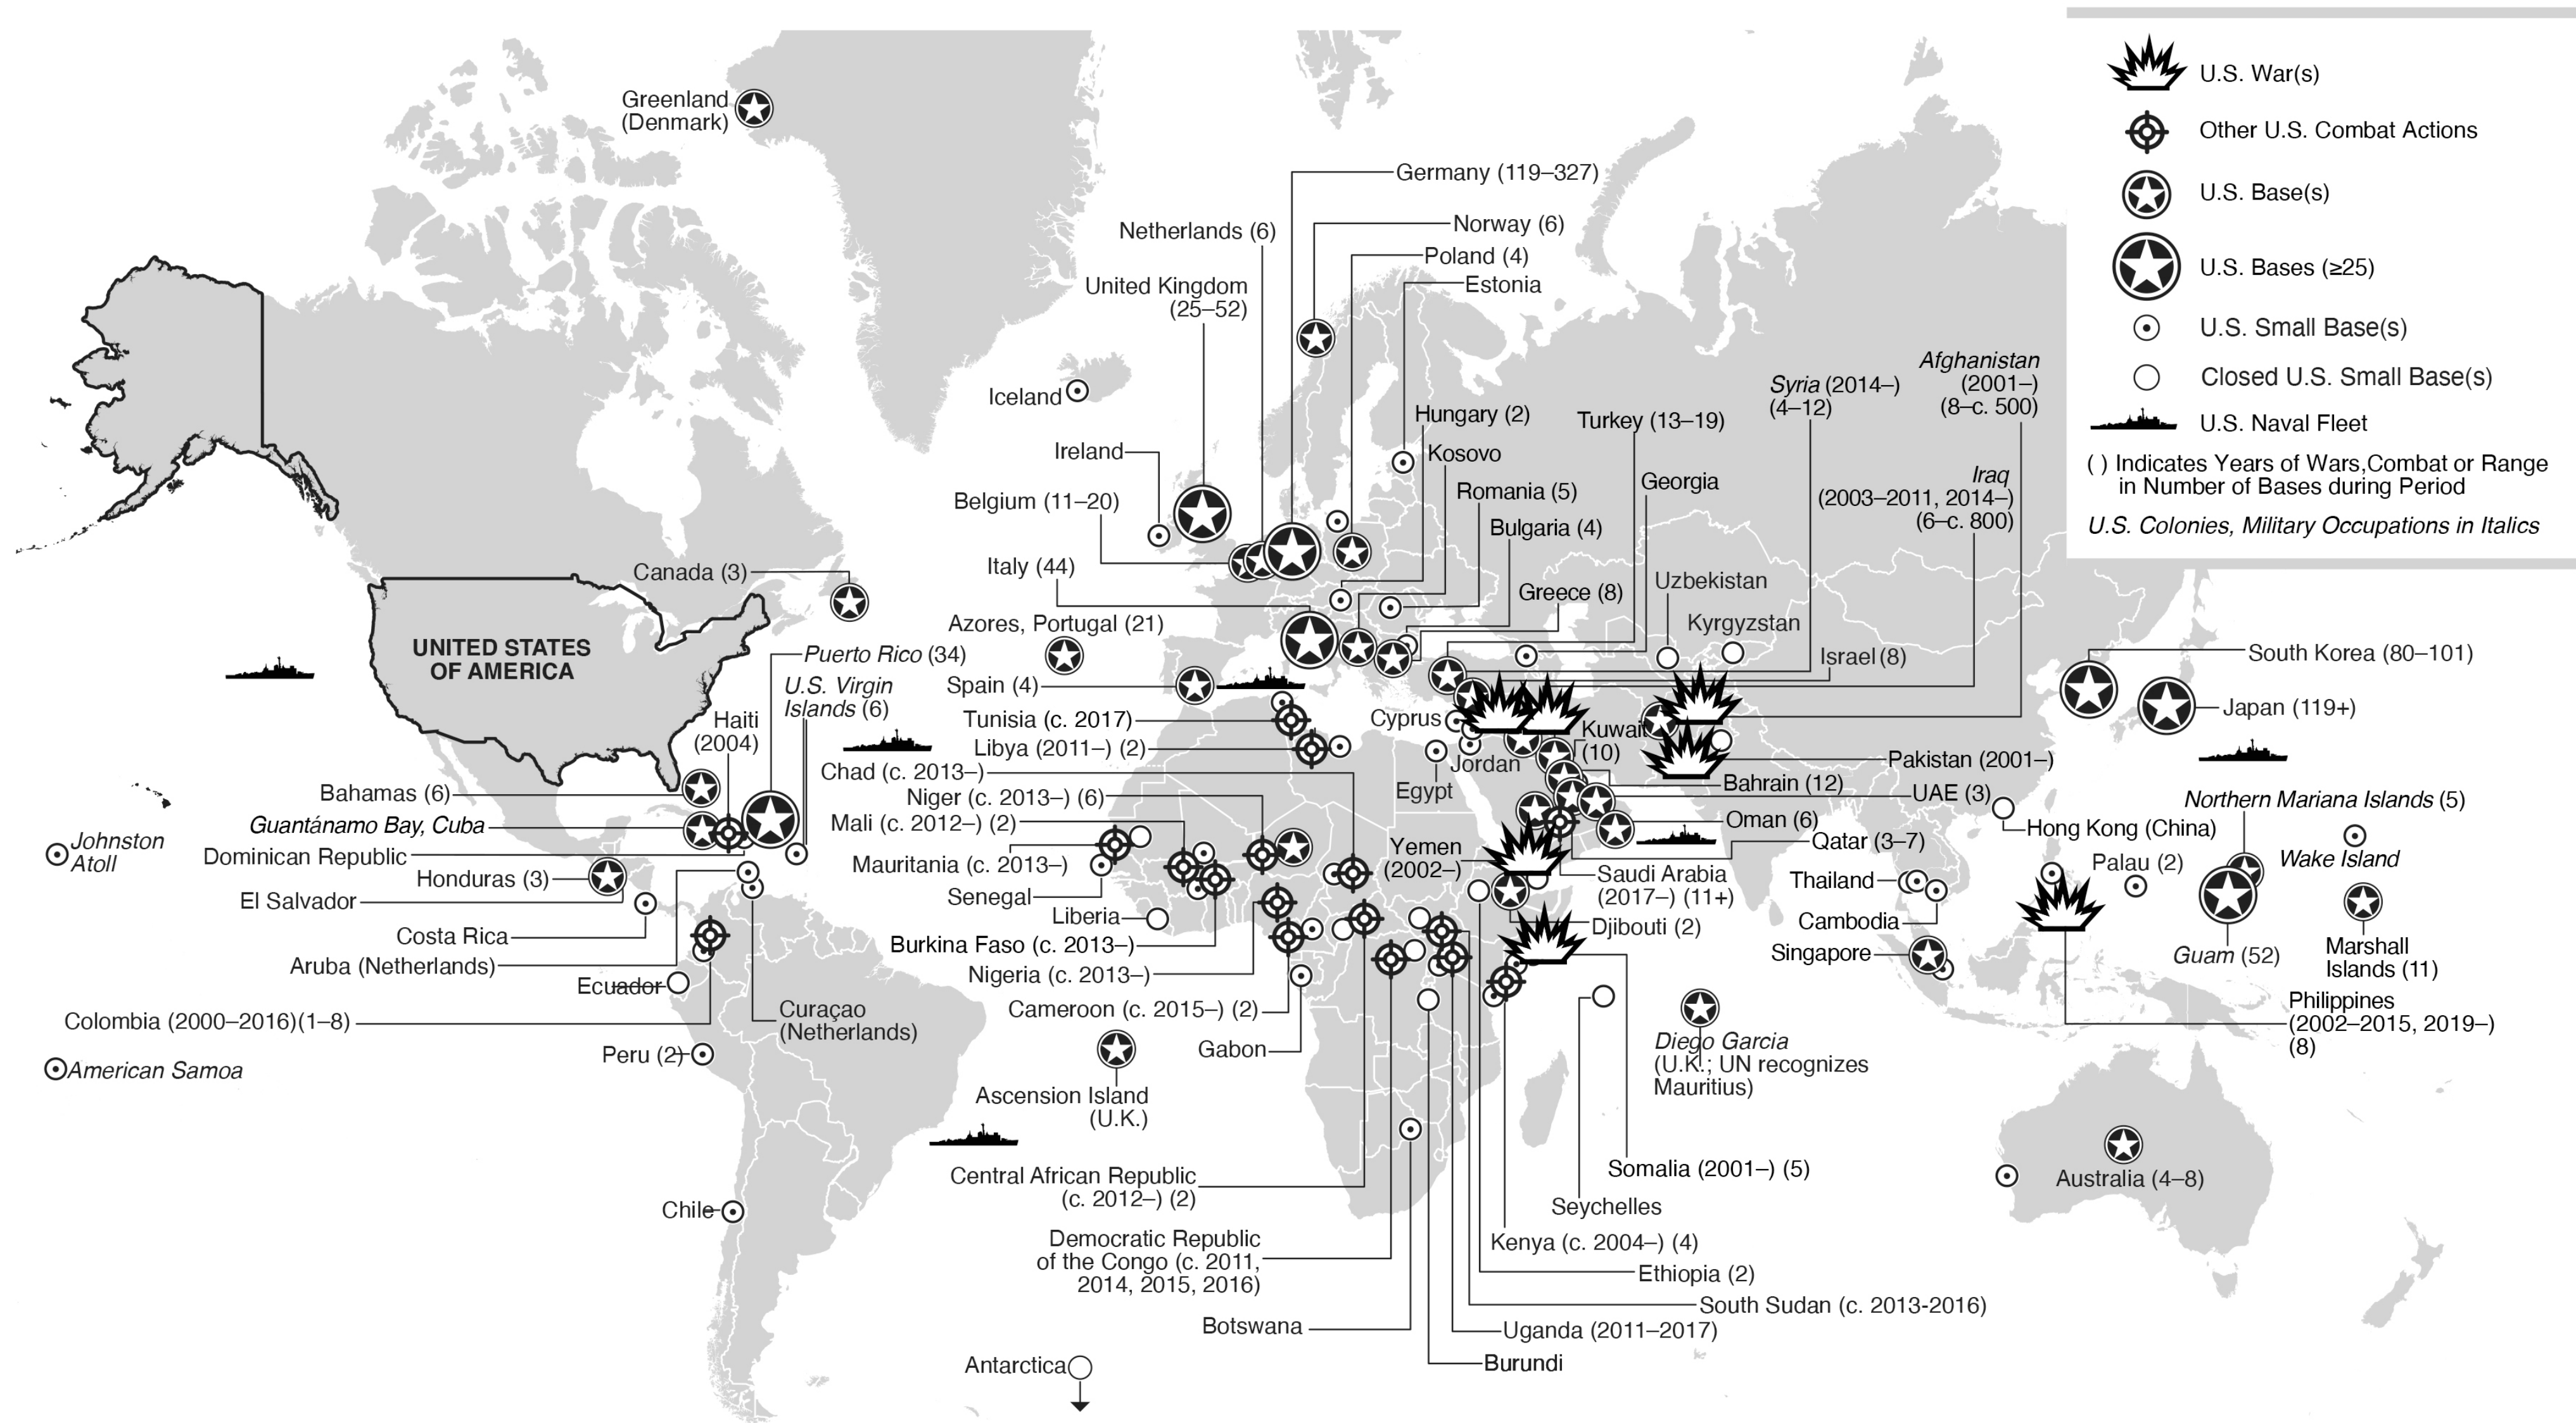 U.S. War(s)
Other U.S. Combat Actions
U.S. Base(s)
U.S. Bases (≥25)
U.S. Small Base(s)
Closed U.S. Small Base(s)
U.S. Naval Fleet
( ) Indicates Years of Wars,Combat or Range
in Number of Bases during Period
U.S. Colonies, Military Occupations in Italics
Greenland
(Denmark)
Germany (119–327)
Norway (6)
Netherlands (6)
Poland (4)
Estonia
United Kingdom
(25–52)
Iceland
Ireland
Belgium (11–20)
Italy (44)
Hungary (2)
Kosovo
Romania (5)
Bulgaria (4)
Greece (8)
Turkey (13–19)
Georgia
Syria (2014–)
(4–12)
Afghanistan
(2001–)
(8–c. 500)
Iraq
(2003–2011, 2014–)
(6–c. 800)
Uzbekistan
Kyrgyzstan
Israel (8)
Canada (3)
UNITED STATES
OF AMERICA
Azores, Portugal (21)
Puerto Rico (34)
U.S. Virgin
Islands (6)
Spain (4)
Haiti
(2004)
Tunisia (c. 2017)
Libya (2011–) (2)
Chad (c. 2013–)
Niger (c. 2013–) (6)
Mali (c. 2012–) (2)
Mauritania (c. 2013–)
Senegal
Liberia
Burkina Faso (c. 2013–)
Nigeria (c. 2013–)
Cameroon (c. 2015–) (2)
Gabon
Cyprus
Egypt
Jordan
Kuwait
(10)
Yemen
(2002–)
Pakistan (2001–)
Bahrain (12)
UAE (3)
Oman (6)
Qatar (3–7)
Saudi Arabia
(2017–) (11+)
Djibouti (2)
South Korea (80–101)
Japan (119+)
Northern Mariana Islands (5)
Hong Kong (China)
Palau (2)
Wake Island
Thailand
Cambodia
Singapore
Guam (52)
Marshall
Islands (11)
Philippines
(2002–2015, 2019–)
(8)
Bahamas (6)
Guantánamo Bay, Cuba
Johnston
Atoll
Dominican Republic
Honduras (3)
El Salvador
Costa Rica
Aruba (Netherlands)
Ecuador
Colombia (2000–2016)(1–8)
Curaçao
(Netherlands)
Peru (2)
American Samoa
Chile
Ascension Island
(U.K.)
Diego Garcia
(U.K.; UN recognizes
Mauritius)
Central African Republic
(c. 2012–) (2)
Democratic Republic
of the Congo (c. 2011,
2014, 2015, 2016)
Botswana
Somalia (2001–) (5)
Seychelles
Kenya (c. 2004–) (4)
Ethiopia (2)
South Sudan (c. 2013-2016)
Uganda (2011–2017)
Burundi
Antarctica
Australia (4–8)